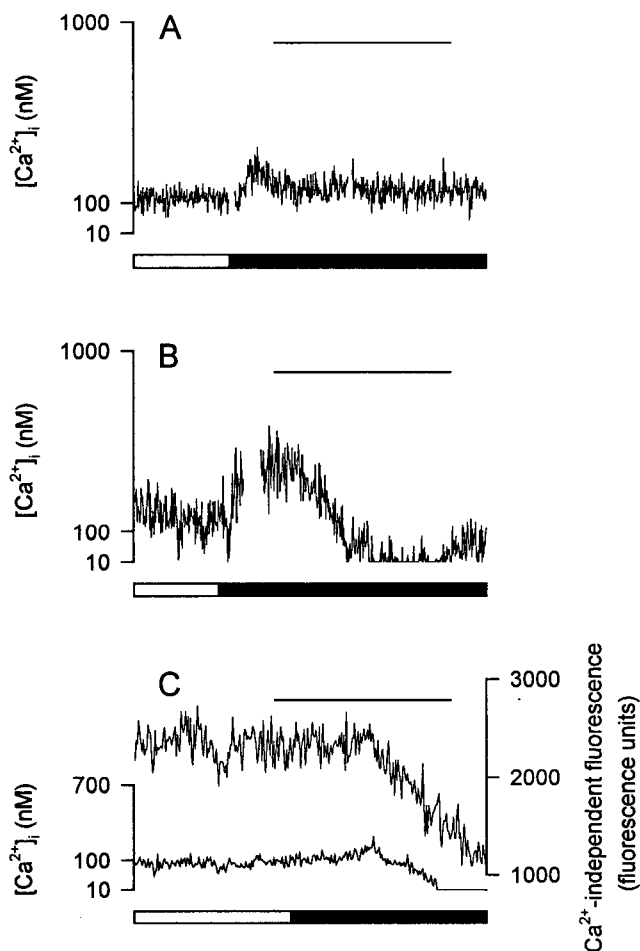 A
1000
[Ca²⁺]ᵢ (nM)
100
10
B
1000
[Ca²⁺]ᵢ (nM)
100
10
C
3000
2000
1000
700
[Ca²⁺]ᵢ (nM)
100
10
Ca²⁺-independent fluorescence
(fluorescence units)